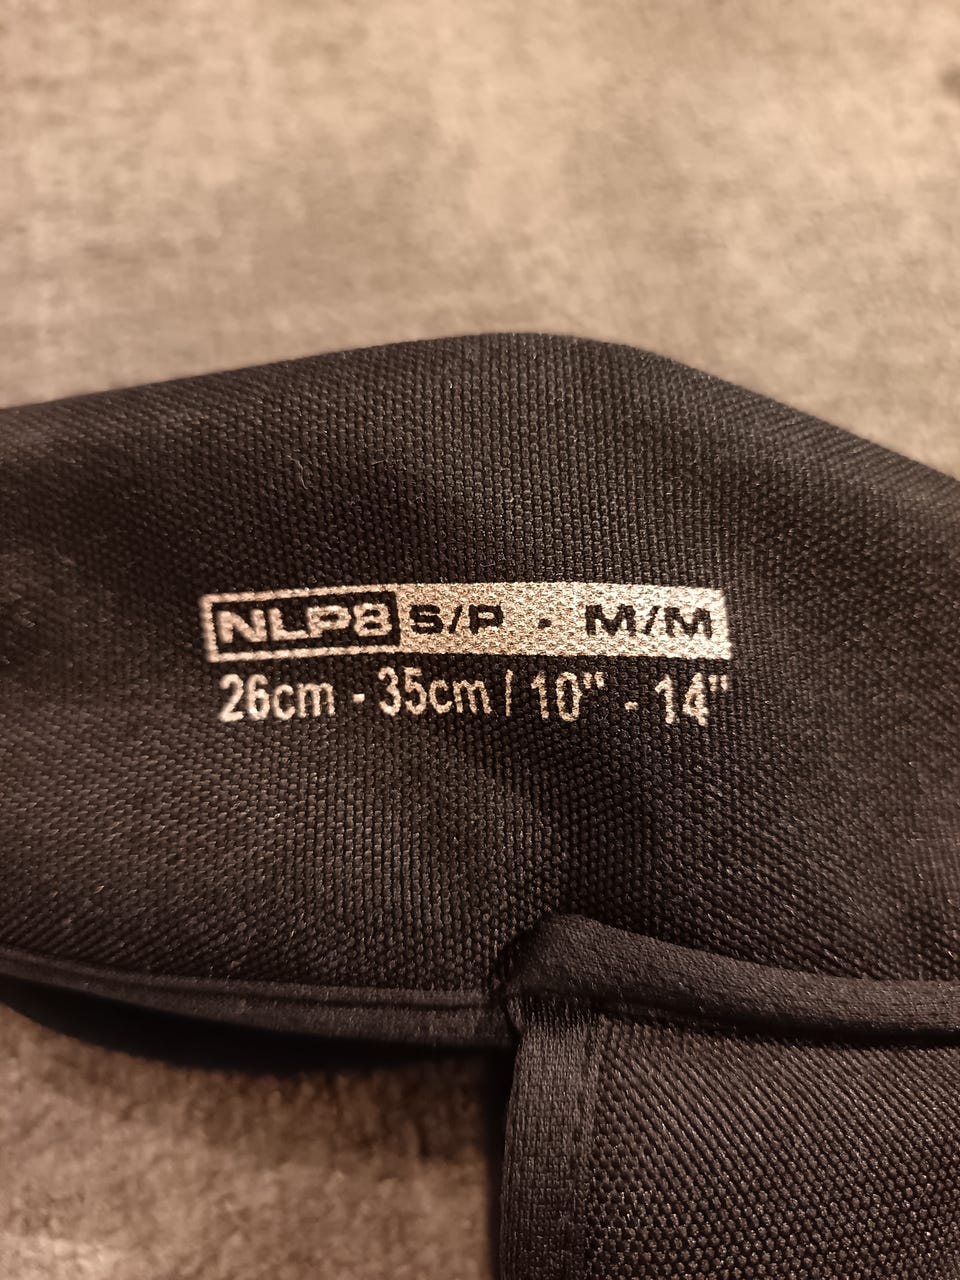 NLP8 S/P - M/M
26cm - 35cm / 10" - 14"